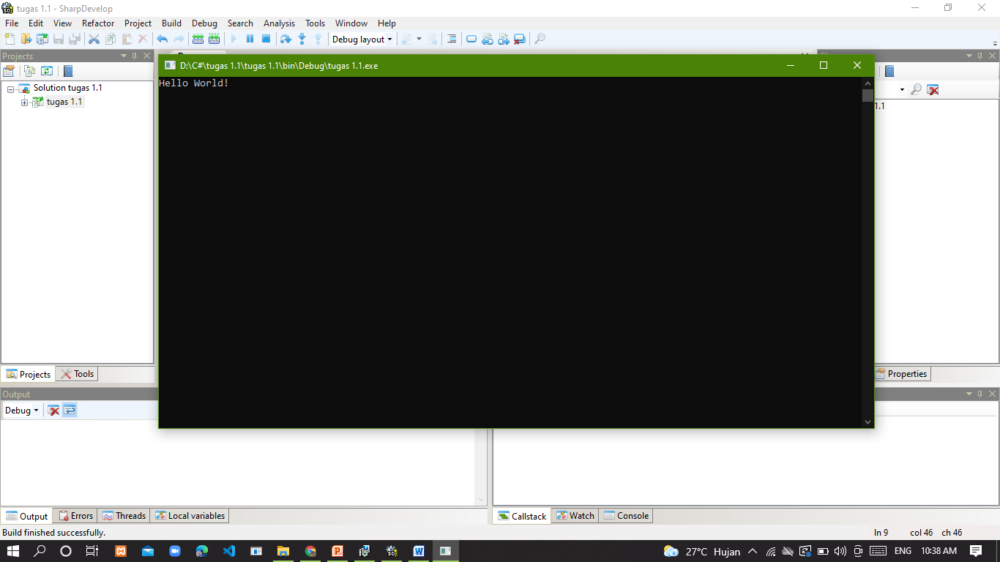 tugas 1.1 - SharpDevelop
File Edit View Refactor Project Build Debug Search Analysis Tools Window Help
Debug layout
Projects
D:\C#\tugas 1.1\tugas 1.1\bin\Debug\tugas 1.1.exe
Hello World!
Solution tugas 1.1
tugas 1.1
1.1
Projects Tools
Properties
Output
Debug
Output Errors Threads Local variables
Callstack Watch Console
Build finished successfully.
ln 9 col 46 ch 46
27°C Hujan ENG 10:38 AM